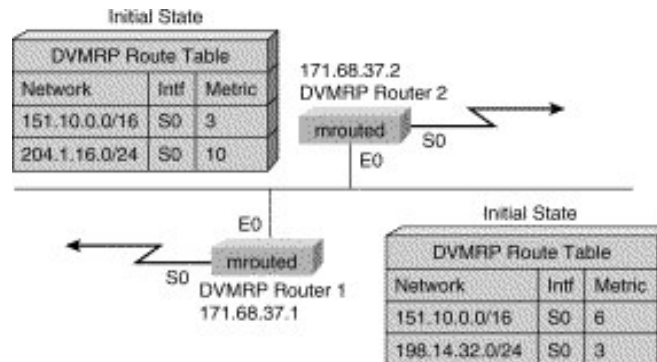 Initial State
DVMRP Route Table
Network Intf Metric
151.10.0.0/16 S0 3
204.1.16.0/24 S0 10
171.68.37.2
DVMRP Router 2
mrouted
S0
E0
E0
mrouted
S0
DVMRP Router 1
171.68.37.1
Initial State
DVMRP Route Table
Network Intf Metric
151.10.0.0/16 S0 6
198.14.32.0/24 S0 3